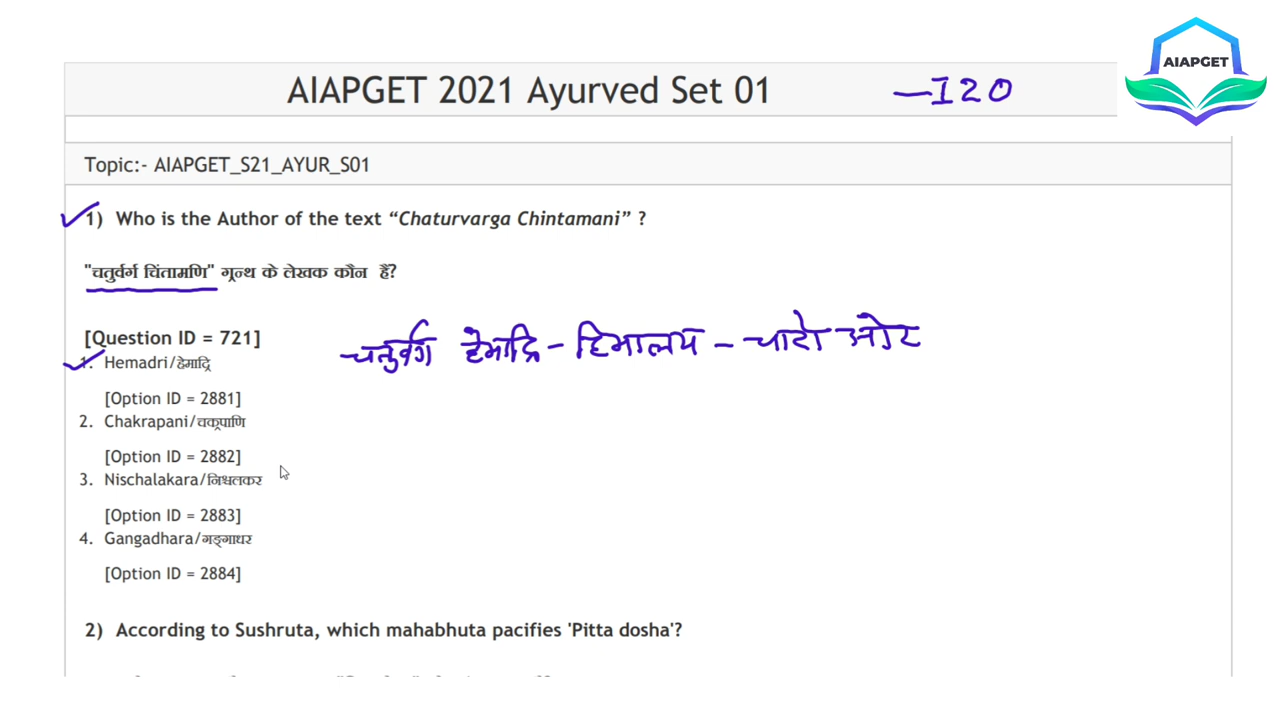 AIAPGET
AIAPGET 2021 Ayurved Set 01 — 120
Topic:- AIAPGET_S21_AYUR_S01
1) Who is the Author of the text “Chaturvarga Chintamani” ?
"चतुर्वर्ग चिंतामणि" ग्रन्थ के लेखक कौन हैं?
[Question ID = 721]
चतुर्वर्ग हेमाद्रि - हिमालय - चारो ओर
1. Hemadri/हेमाद्रि
[Option ID = 2881]
2. Chakrapani/चक्रपाणि
[Option ID = 2882]
3. Nischalakara/निश्चलकर
[Option ID = 2883]
4. Gangadhara/गङ्गाधर
[Option ID = 2884]
2) According to Sushruta, which mahabhuta pacifies 'Pitta dosha'?